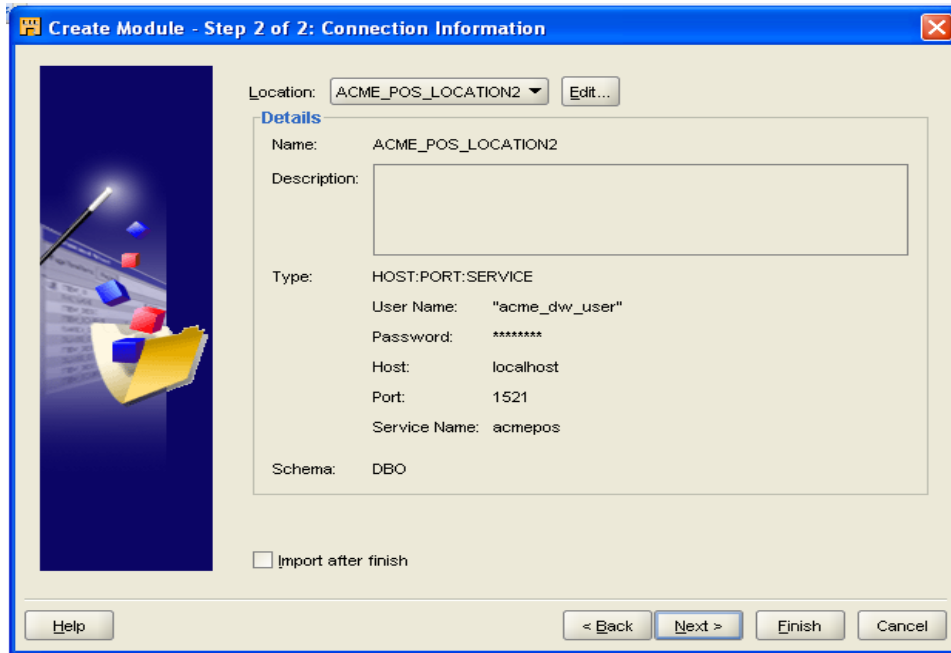 Create Module - Step 2 of 2: Connection Information
Location: ACME_POS_LOCATION2 Edit...
Details
Name: ACME_POS_LOCATION2
Description:
Type: HOST:PORT:SERVICE
User Name: "acme_dw_user"
Password: ********
Host: localhost
Port: 1521
Service Name: acmepos
Schema: DBO
Import after finish
Help < Back Next > Finish Cancel